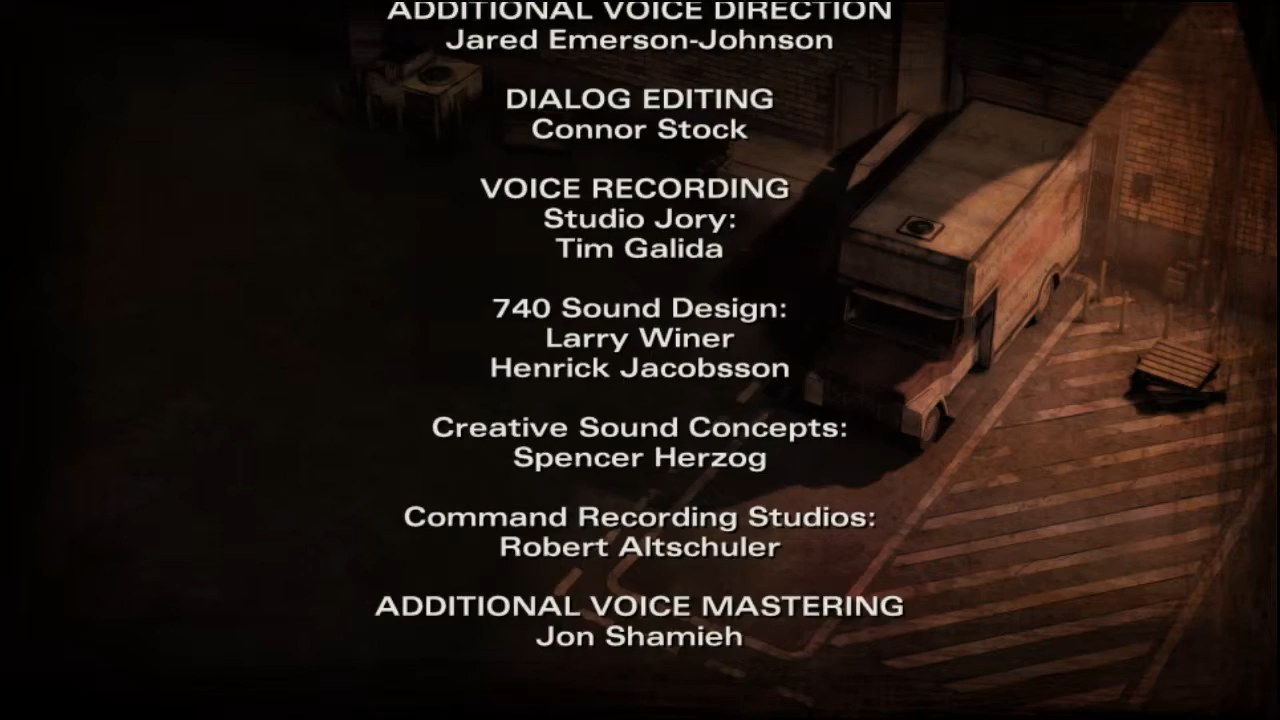 ADDITIONAL VOICE DIRECTION
Jared Emerson-Johnson
DIALOG EDITING
Connor Stock
VOICE RECORDING
Studio Jory:
Tim Galida
740 Sound Design:
Larry Winer
Henrick Jacobsson
Creative Sound Concepts:
Spencer Herzog
Command Recording Studios:
Robert Altschuler
ADDITIONAL VOICE MASTERING
Jon Shamieh